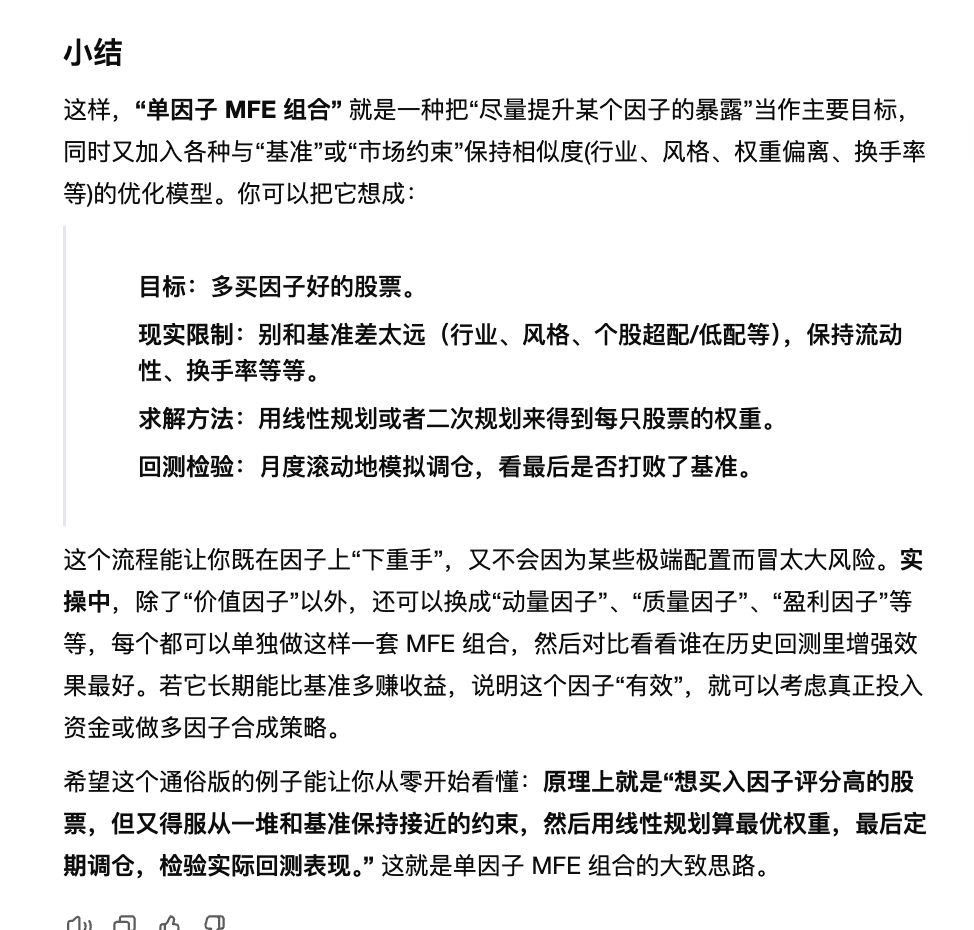 小结
这样，“单因子 MFE 组合” 就是一种把“尽量提升某个因子的暴露”当作主要目标，
同时又加入各种与“基准”或“市场约束”保持相似度(行业、风格、权重偏离、换手率
等)的优化模型。你可以把它想成：
目标：多买因子好的股票。
现实限制：别和基准差太远（行业、风格、个股超配/低配等），保持流动
性、换手率等等。
求解方法：用线性规划或者二次规划来得到每只股票的权重。
回测检验：月度滚动地模拟调仓，看最后是否打败了基准。
这个流程能让你既在因子上“下重手”，又不会因为某些极端配置而冒太大风险。实
操中，除了“价值因子”以外，还可以换成“动量因子”、“质量因子”、“盈利因子”等
等，每个都可以单独做这样一套 MFE 组合，然后对比看看谁在历史回测里增强效
果最好。若它长期能比基准多赚收益，说明这个因子“有效”，就可以考虑真正投入
资金或做多因子合成策略。
希望这个通俗版的例子能让你从零开始看懂：原理上就是“想买入因子评分高的股
票，但又得服从一堆和基准保持接近的约束，然后用线性规划算最优权重，最后定
期调仓，检验实际回测表现。” 这就是单因子 MFE 组合的大致思路。